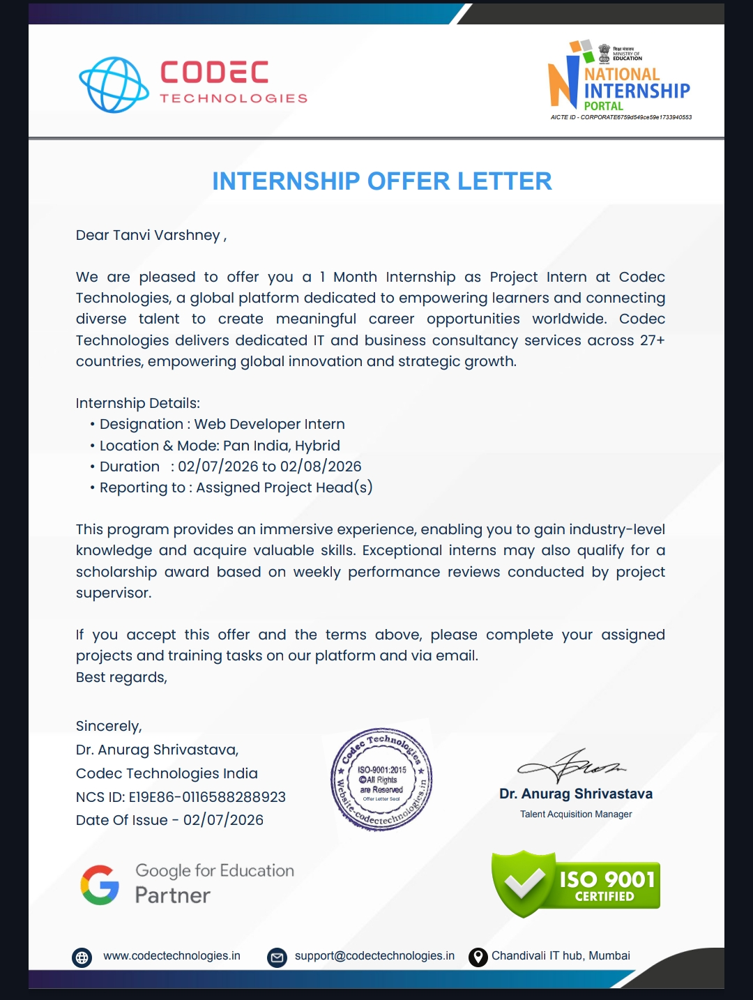 CODEC
TECHNOLOGIES
शिक्षा मंत्रालय
MINISTRY OF
EDUCATION
NATIONAL
INTERNSHIP
PORTAL
AICTE ID - CORPORATE6759d549ce59e1733940553
INTERNSHIP OFFER LETTER
Dear Tanvi Varshney ,
We are pleased to offer you a 1 Month Internship as Project Intern at Codec
Technologies, a global platform dedicated to empowering learners and connecting
diverse talent to create meaningful career opportunities worldwide. Codec
Technologies delivers dedicated IT and business consultancy services across 27+
countries, empowering global innovation and strategic growth.
Internship Details:
• Designation : Web Developer Intern
• Location & Mode: Pan India, Hybrid
• Duration : 02/07/2026 to 02/08/2026
• Reporting to : Assigned Project Head(s)
This program provides an immersive experience, enabling you to gain industry-level
knowledge and acquire valuable skills. Exceptional interns may also qualify for a
scholarship award based on weekly performance reviews conducted by project
supervisor.
If you accept this offer and the terms above, please complete your assigned
projects and training tasks on our platform and via email.
Best regards,
Sincerely,
Dr. Anurag Shrivastava,
Codec Technologies India
NCS ID: E19E86-0116588288923
Date Of Issue - 02/07/2026
Codec Technologies
ISO-9001:2015
©All Rights
are Reserved
Offer Letter Seal
Website-codectechnologies.in
Dr. Anurag Shrivastava
Talent Acquisition Manager
Google for Education
Partner
ISO 9001
CERTIFIED
www.codectechnologies.in
support@codectechnologies.in
Chandivali IT hub, Mumbai